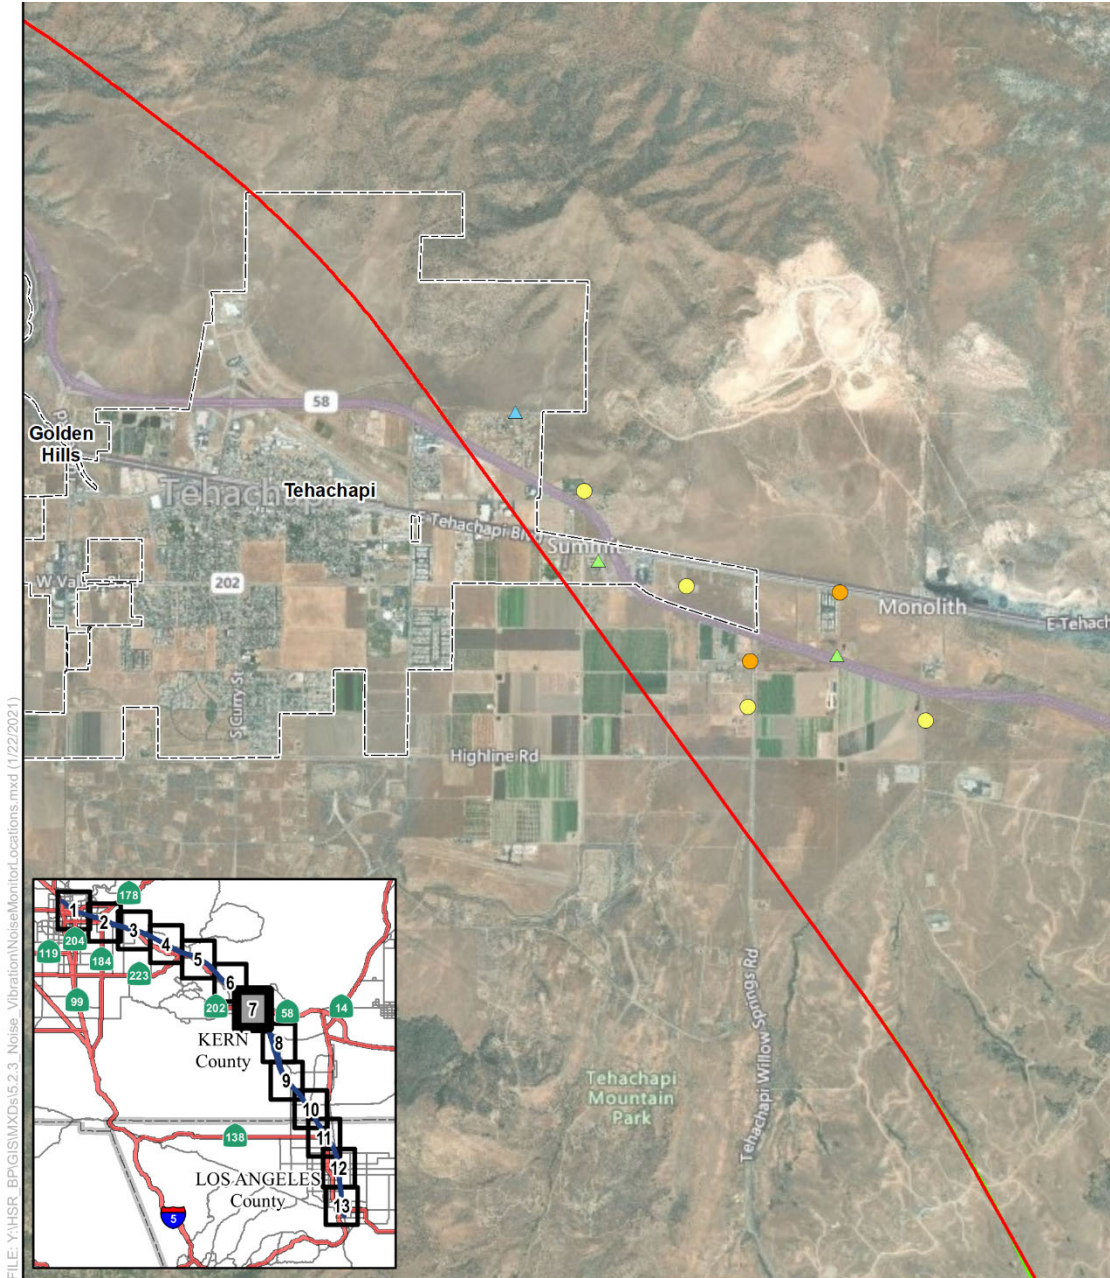 58
Golden
Hills
Tehachapi
Tehachapi
E Tehachapi Blvd
Summit
W Valley Blvd
202
Monolith
E Tehach
S Curry St
Highline Rd
Tehachapi Willow Springs Rd
Tehachapi
Mountain
Park
FILE: Y:\HSR_BP\GIS\MXDs\5.2.3_Noise_Vibration\NoiseMonitorLocations.mxd (1/22/2021)
178
1
2
3
204
4
119
184
5
223
6
99
202
7
58
14
KERN
County
8
9
10
138
11
12
LOS ANGELES
County
13
5